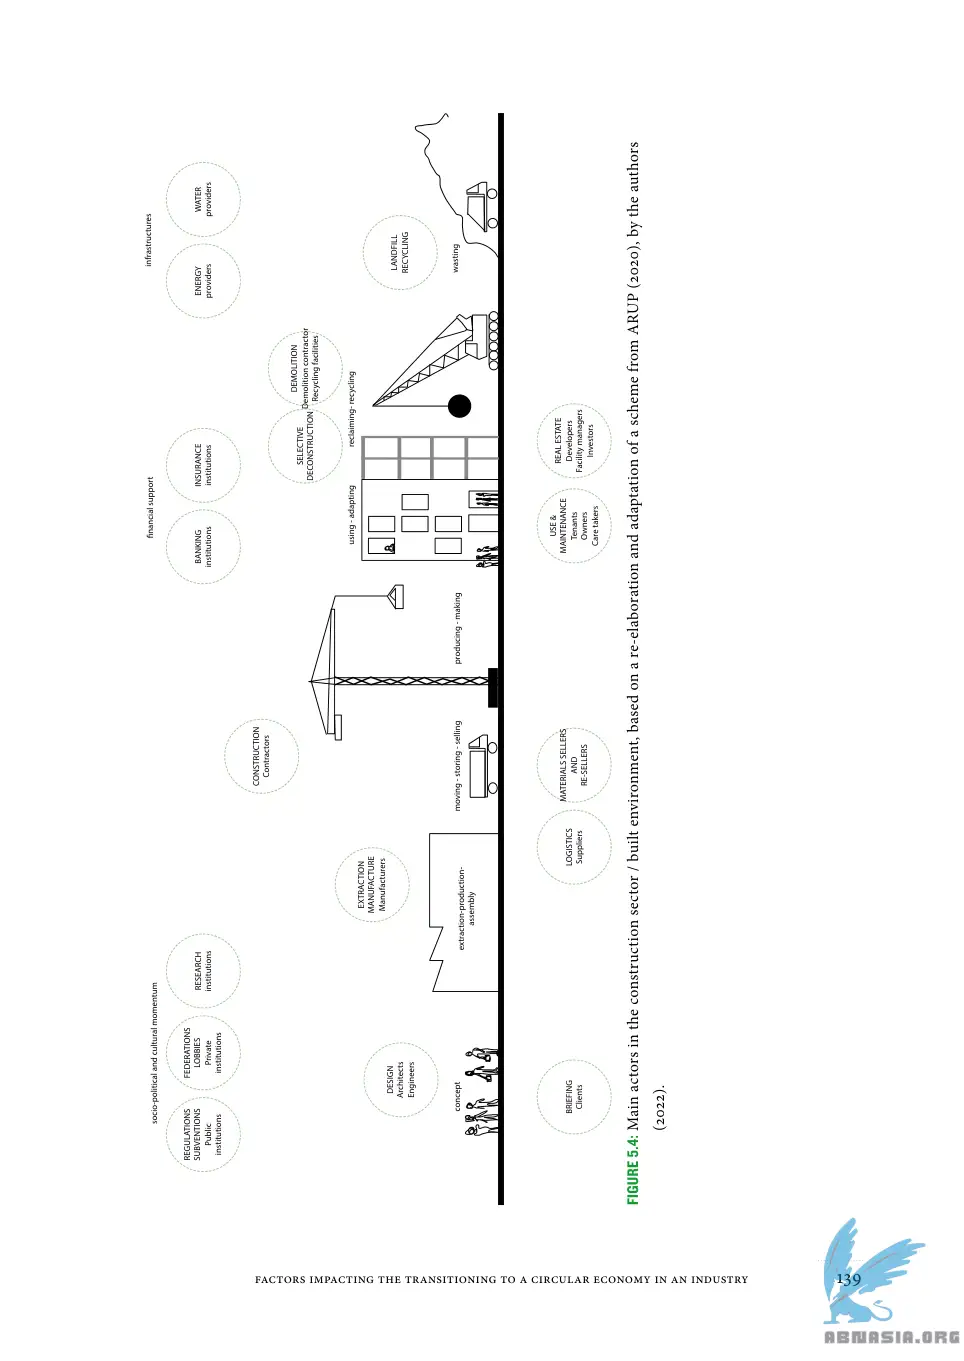 socio-political and cultural momentum
financial support
infrastructures
REGULATIONS
SUBVENTIONS
Public
institutions
FEDERATIONS
LOBBIES
Private
institutions
RESEARCH
institutions
BANKING
institutions
INSURANCE
institutions
ENERGY
providers
WATER
providers
CONSTRUCTION
Contractors
SELECTIVE
DECONSTRUCTION
DEMOLITION
Demolition contractor
Recycling facilities
DESIGN
Architects
Engineers
EXTRACTION
MANUFACTURE
Manufacturers
using - adapting
reclaiming- recycling
LANDFILL
RECYCLING
concept
extraction-production-
assembly
moving - storing - selling
producing - making
wasting
BRIEFING
Clients
LOGISTICS
Suppliers
MATERIALS SELLERS
AND
RE-SELLERS
USE &
MAINTENANCE
Tenants
Owners
Care takers
REAL ESTATE
Developers
Facility managers
Investors
FIGURE 5.4: Main actors in the construction sector / built environment, based on a re-elaboration and adaptation of a scheme from ARUP (2020), by the authors
(2022).
FACTORS IMPACTING THE TRANSITIONING TO A CIRCULAR ECONOMY IN AN INDUSTRY 139
ABNASIA.ORG